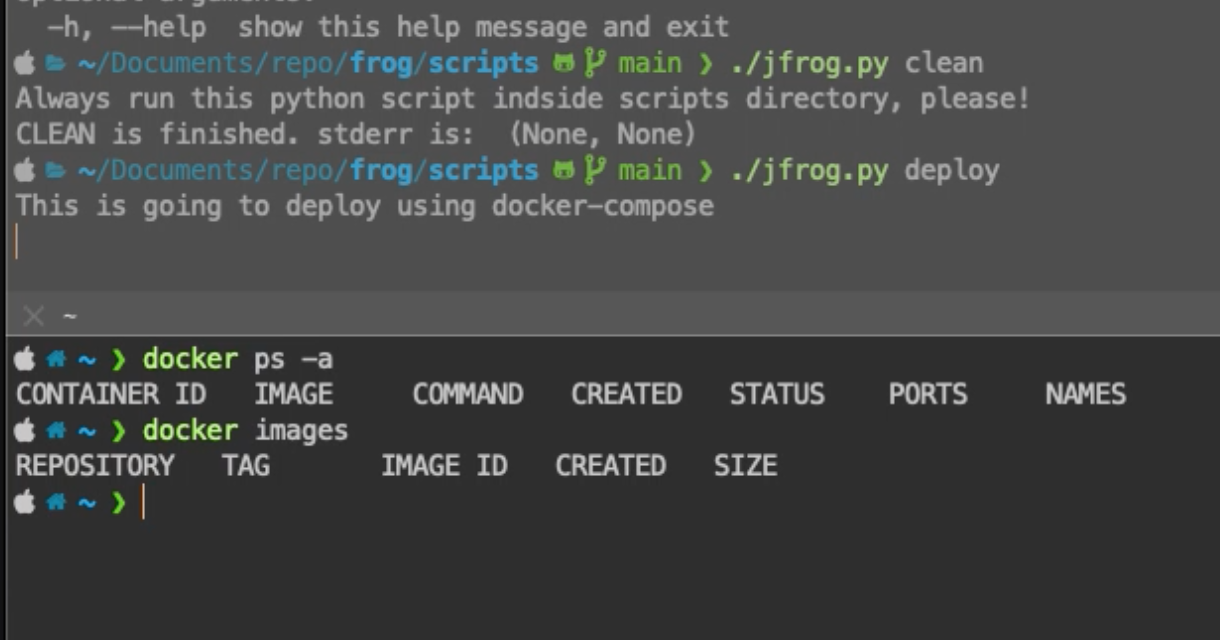 optional arguments:
-h, --help show this help message and exit
~/Documents/repo/frog/scripts main ❯ ./jfrog.py clean
Always run this python script indside scripts directory, please!
CLEAN is finished. stderr is: (None, None)
~/Documents/repo/frog/scripts main ❯ ./jfrog.py deploy
This is going to deploy using docker-compose
~
~ ❯ docker ps -a
CONTAINER ID IMAGE COMMAND CREATED STATUS PORTS NAMES
~ ❯ docker images
REPOSITORY TAG IMAGE ID CREATED SIZE
~ ❯